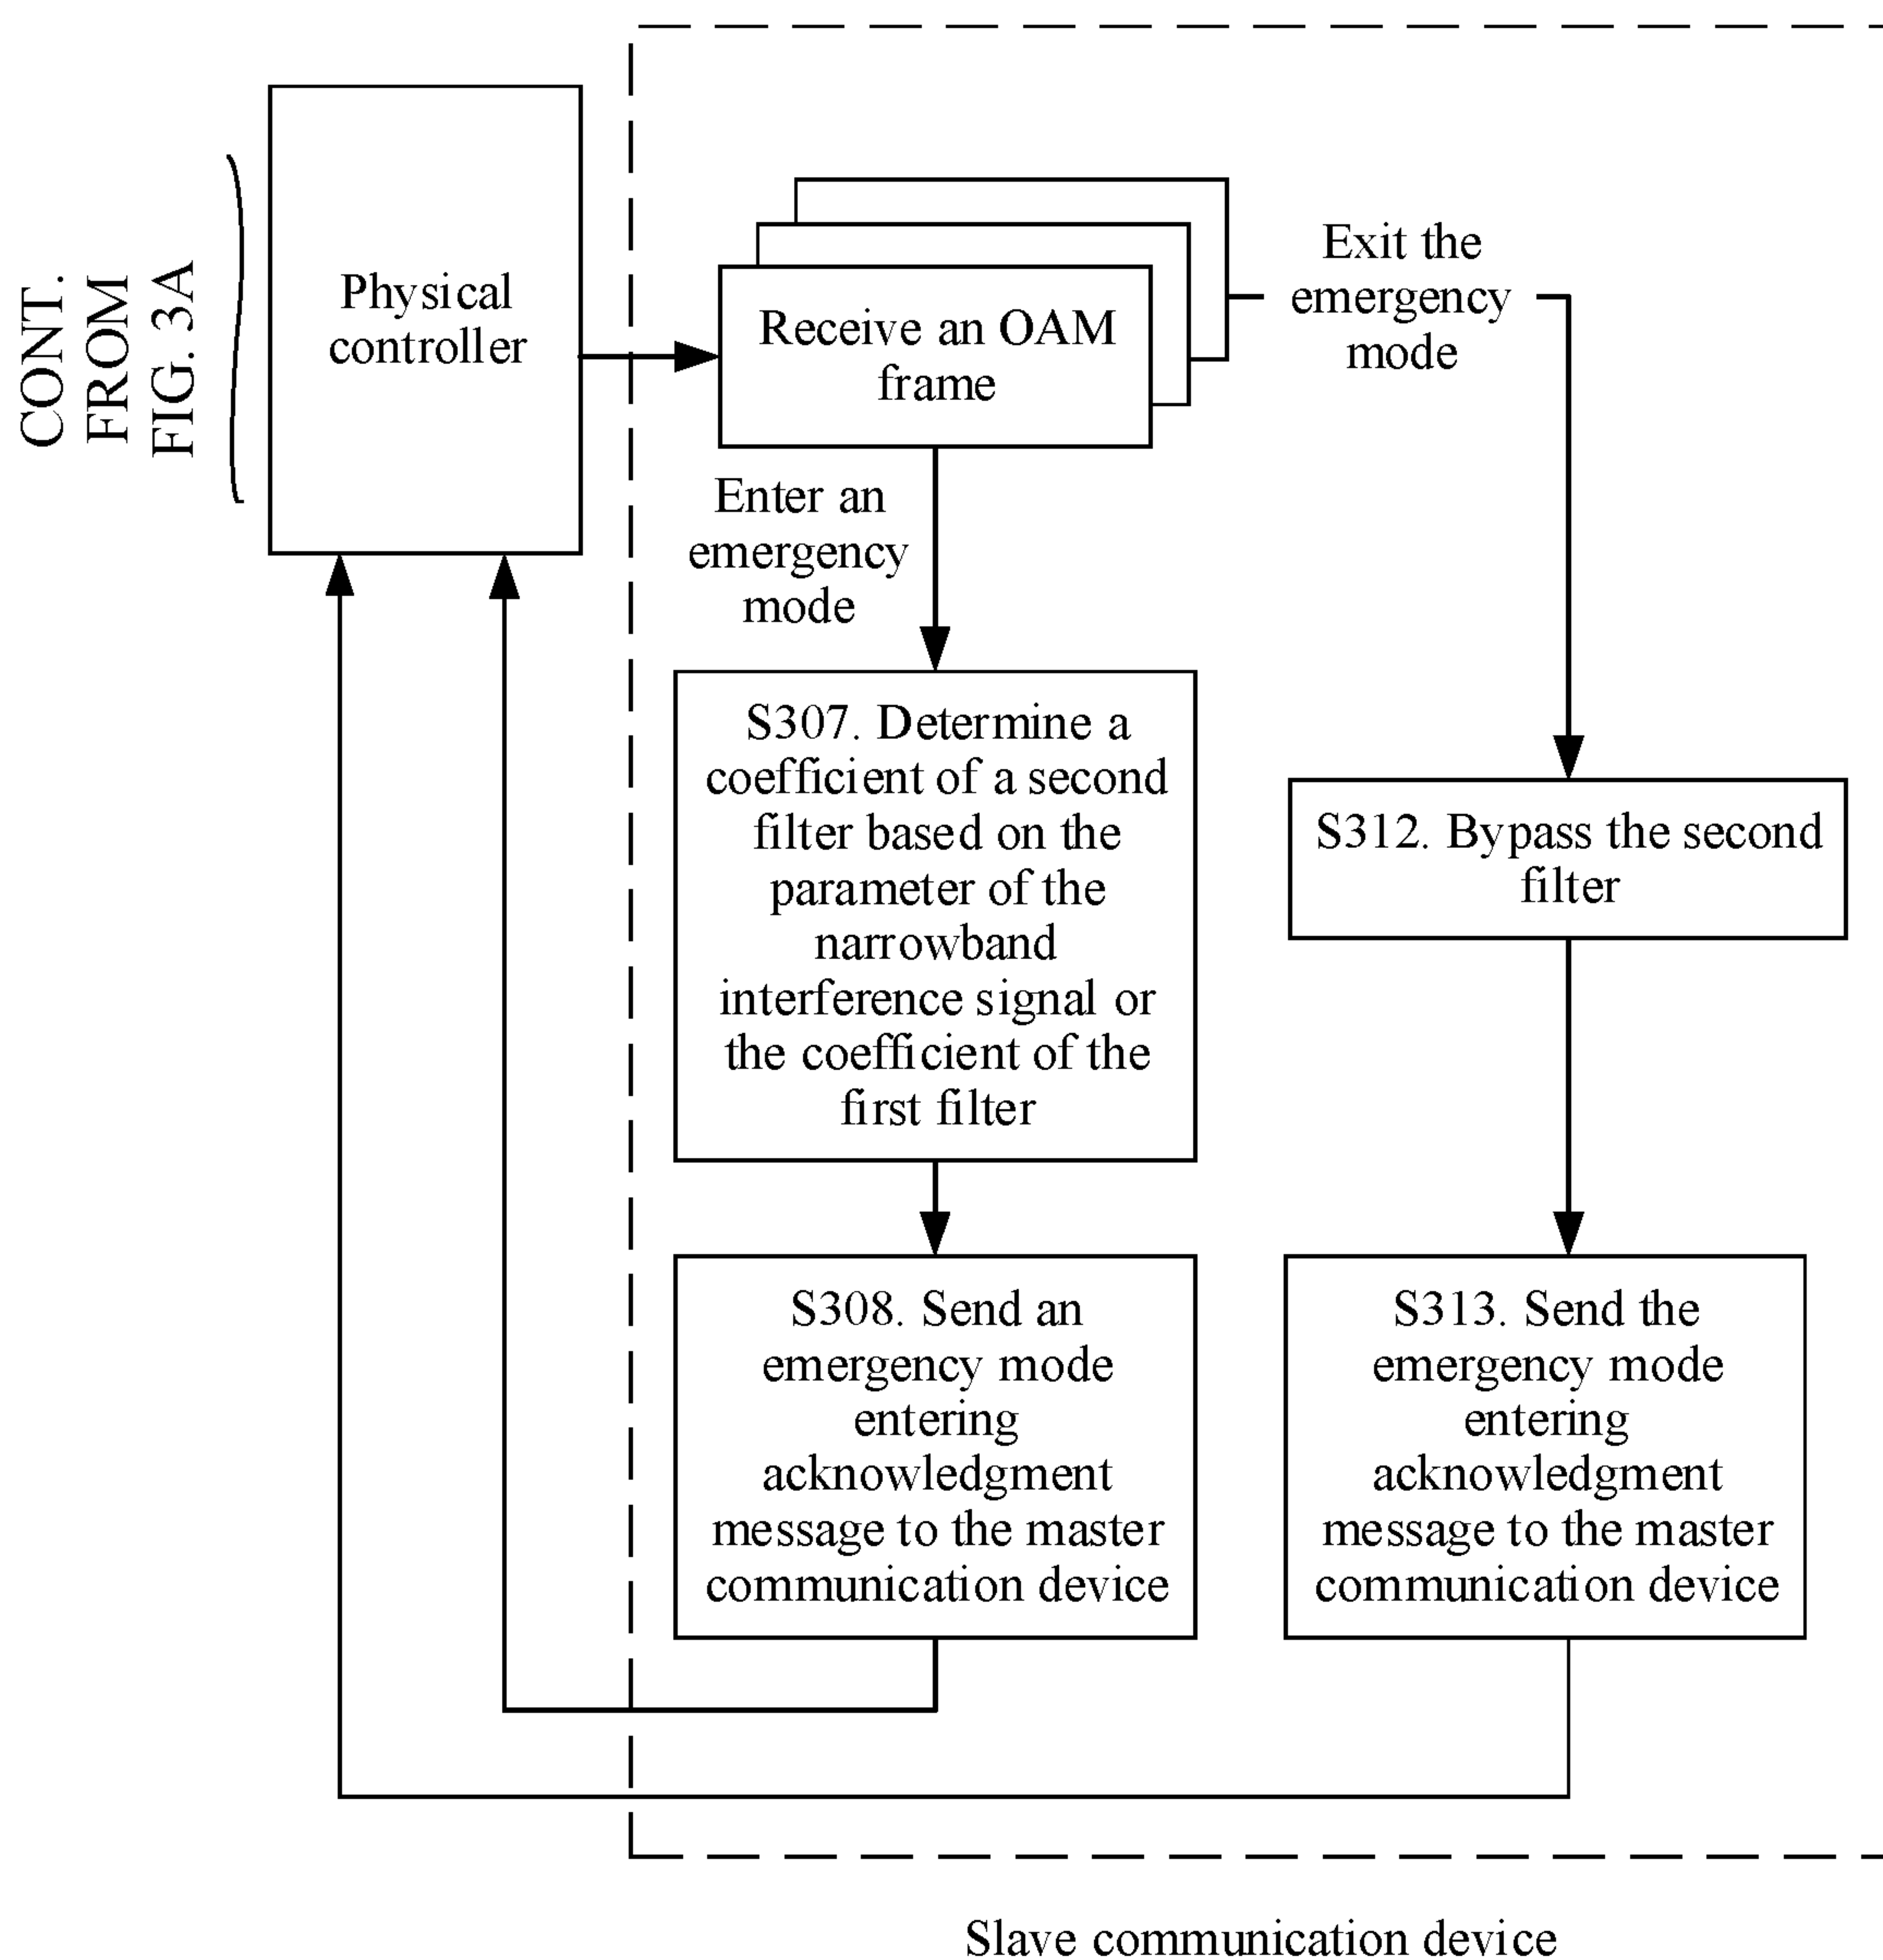 CONT.
FROM
FIG. 3A
Physical
controller
Receive an OAM
frame
Exit the
emergency
mode
Enter an
emergency
mode
S307. Determine a
coefficient of a second
filter based on the
parameter of the
narrowband
interference signal or
the coefficient of the
first filter
S312. Bypass the second
filter
S308. Send an
emergency mode
entering
acknowledgment
message to the master
communication device
S313. Send the
emergency mode
entering
acknowledgment
message to the master
communication device
Slave communication device